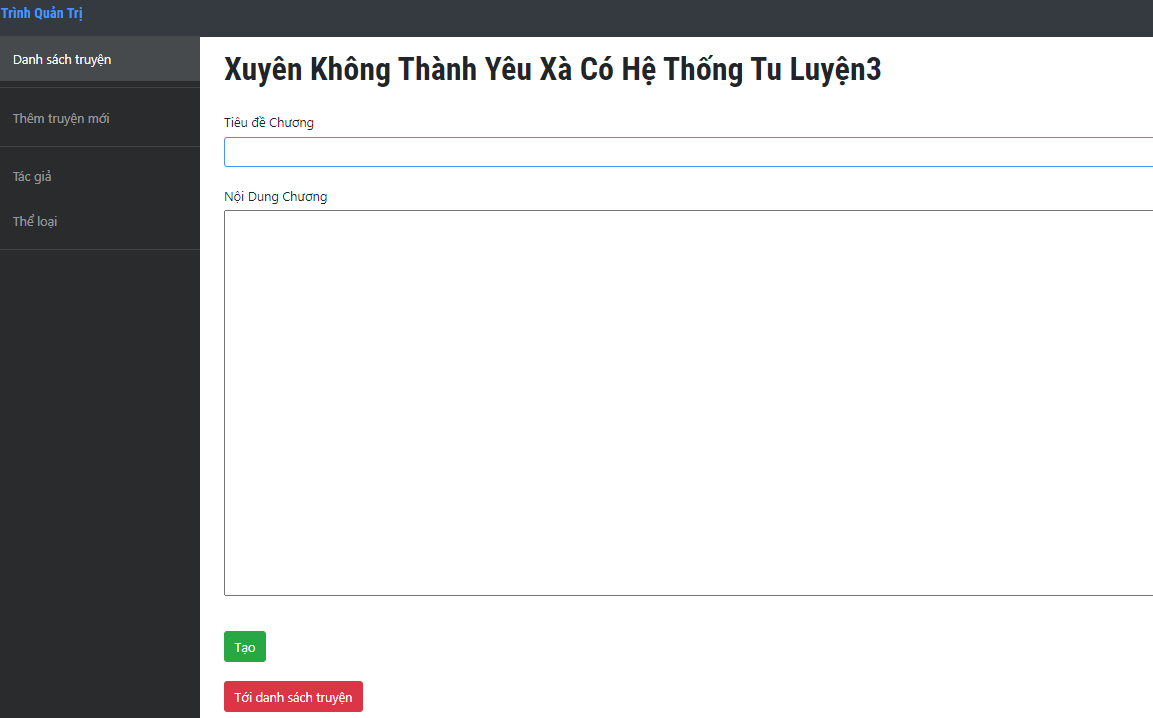 Trình Quản Trị
Danh sách truyện
Thêm truyện mới
Tác giả
Thể loại
Xuyên Không Thành Yêu Xà Có Hệ Thống Tu Luyện3
Tiêu đề Chương
Nội Dung Chương
Tạo
Tới danh sách truyện